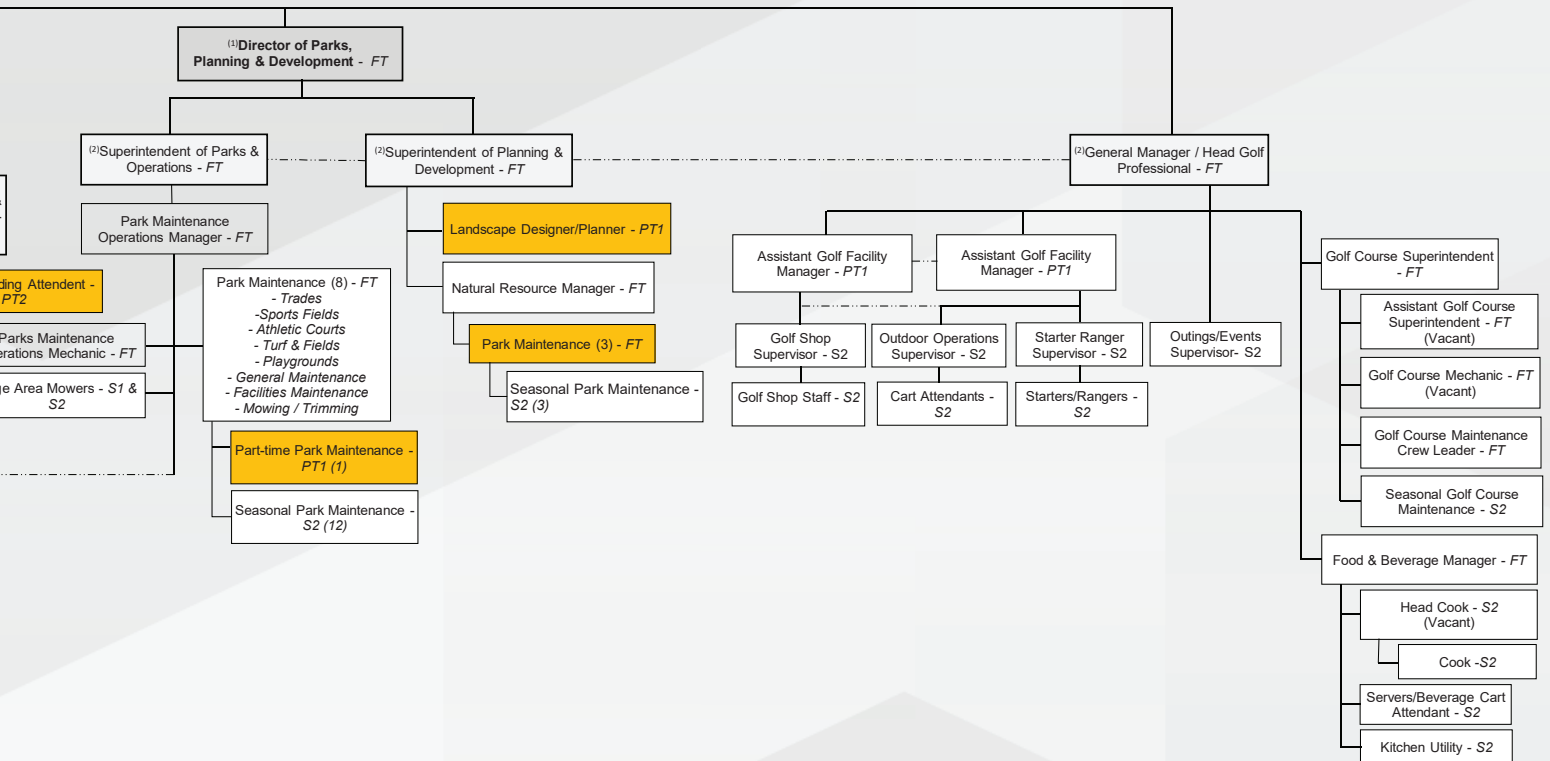 (1)Director of Parks,
Planning & Development - FT
(2)Superintendent of Parks &
Operations - FT
(2)Superintendent of Planning &
Development - FT
(2)General Manager / Head Golf
Professional - FT
Park Maintenance
Operations Manager - FT
Attendent -
PT2
Parks Maintenance
Mechanic - FT
Area Mowers - S1 &
S2
Park Maintenance (8) - FT
- Trades
-Sports Fields
- Athletic Courts
- Turf & Fields
- Playgrounds
- General Maintenance
- Facilities Maintenance
- Mowing / Trimming
Part-time Park Maintenance -
PT1 (1)
Seasonal Park Maintenance -
S2 (12)
Landscape Designer/Planner - PT1
Natural Resource Manager - FT
Park Maintenance (3) - FT
Seasonal Park Maintenance -
S2 (3)
Assistant Golf Facility
Manager - PT1
Assistant Golf Facility
Manager - PT1
Golf Shop
Supervisor - S2
Outdoor Operations
Supervisor - S2
Starter Ranger
Supervisor - S2
Outings/Events
Supervisor- S2
Golf Shop Staff - S2
Cart Attendants -
S2
Starters/Rangers -
S2
Golf Course Superintendent
- FT
Assistant Golf Course
Superintendent - FT
(Vacant)
Golf Course Mechanic - FT
(Vacant)
Golf Course Maintenance
Crew Leader - FT
Seasonal Golf Course
Maintenance - S2
Food & Beverage Manager - FT
Head Cook - S2
(Vacant)
Cook -S2
Servers/Beverage Cart
Attendant - S2
Kitchen Utility - S2